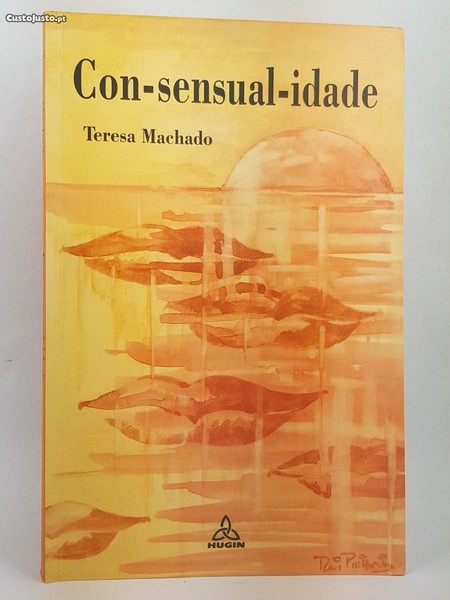 CustoJusto.pt
Con-sensual-idade
Teresa Machado
HUGIN